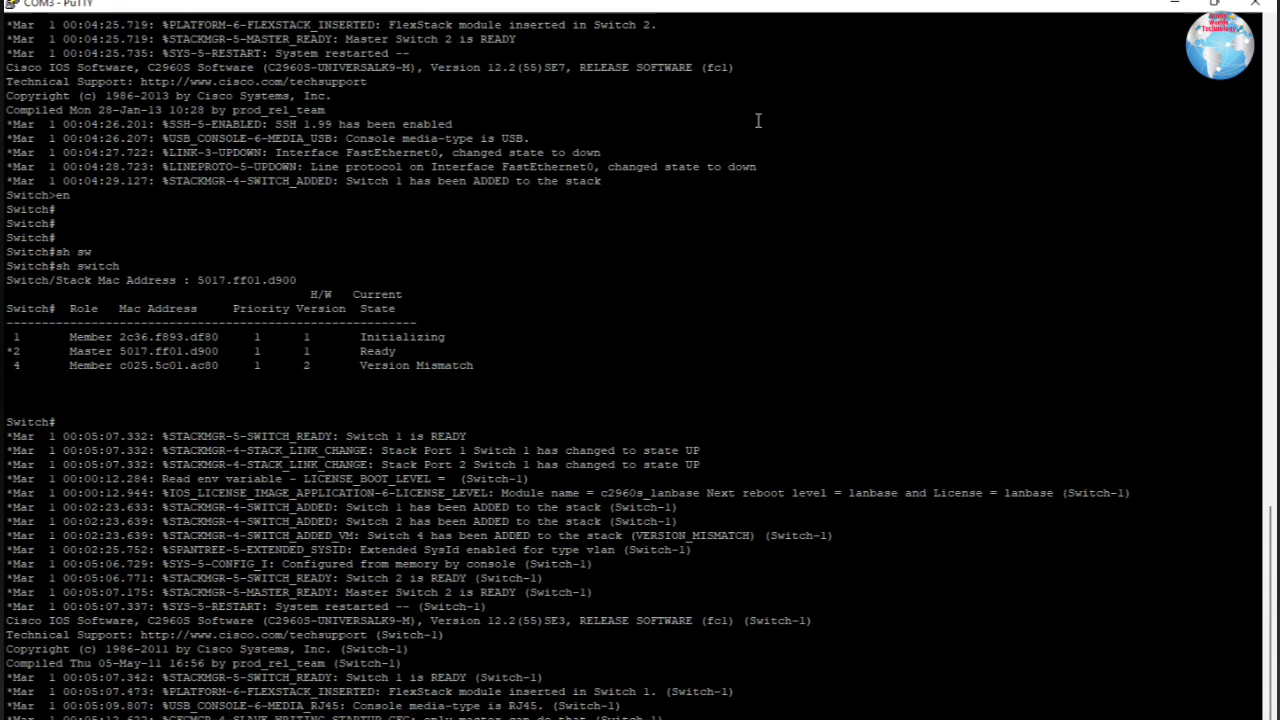 COM3 - PuTTY
*Mar  1 00:04:25.719: %PLATFORM-6-FLEXSTACK_INSERTED: FlexStack module inserted in Switch 2.
*Mar  1 00:04:25.719: %STACKMGR-5-MASTER_READY: Master Switch 2 is READY
*Mar  1 00:04:25.735: %SYS-5-RESTART: System restarted --
Cisco IOS Software, C2960S Software (C2960S-UNIVERSALK9-M), Version 12.2(55)SE7, RELEASE SOFTWARE (fc1)
Technical Support: http://www.cisco.com/techsupport
Copyright (c) 1986-2013 by Cisco Systems, Inc.
Compiled Mon 28-Jan-13 10:28 by prod_rel_team
*Mar  1 00:04:26.201: %SSH-5-ENABLED: SSH 1.99 has been enabled
*Mar  1 00:04:26.207: %USB_CONSOLE-6-MEDIA_USB: Console media-type is USB.
*Mar  1 00:04:27.722: %LINK-3-UPDOWN: Interface FastEthernet0, changed state to down
*Mar  1 00:04:28.723: %LINEPROTO-5-UPDOWN: Line protocol on Interface FastEthernet0, changed state to down
*Mar  1 00:04:29.127: %STACKMGR-4-SWITCH_ADDED: Switch 1 has been ADDED to the stack
Switch>en
Switch#
Switch#
Switch#
Switch#sh sw
Switch#sh switch
Switch/Stack Mac Address : 5017.ff01.d900
H/W   Current
Switch#  Role   Mac Address     Priority Version  State
------------------------------------------------------------
1       Member 2c36.f893.df80     1      1       Initializing
*2       Master 5017.ff01.d900     1      1       Ready
4       Member c025.5c01.ac80     1      2       Version Mismatch
Switch#
*Mar  1 00:05:07.332: %STACKMGR-5-SWITCH_READY: Switch 1 is READY
*Mar  1 00:05:07.332: %STACKMGR-4-STACK_LINK_CHANGE: Stack Port 1 Switch 1 has changed to state UP
*Mar  1 00:05:07.332: %STACKMGR-4-STACK_LINK_CHANGE: Stack Port 2 Switch 1 has changed to state UP
*Mar  1 00:00:12.284: Read env variable - LICENSE_BOOT_LEVEL =  (Switch-1)
*Mar  1 00:00:12.944: %IOS_LICENSE_IMAGE_APPLICATION-6-LICENSE_LEVEL: Module name = c2960s_lanbase Next reboot level = lanbase and License = lanbase (Switch-1)
*Mar  1 00:02:23.633: %STACKMGR-4-SWITCH_ADDED: Switch 1 has been ADDED to the stack (Switch-1)
*Mar  1 00:02:23.639: %STACKMGR-4-SWITCH_ADDED: Switch 2 has been ADDED to the stack (Switch-1)
*Mar  1 00:02:23.639: %STACKMGR-4-SWITCH_ADDED_VM: Switch 4 has been ADDED to the stack (VERSION_MISMATCH) (Switch-1)
*Mar  1 00:02:25.752: %SPANTREE-5-EXTENDED_SYSID: Extended SysId enabled for type vlan (Switch-1)
*Mar  1 00:05:06.729: %SYS-5-CONFIG_I: Configured from memory by console (Switch-1)
*Mar  1 00:05:06.771: %STACKMGR-5-SWITCH_READY: Switch 2 is READY (Switch-1)
*Mar  1 00:05:07.175: %STACKMGR-5-MASTER_READY: Master Switch 2 is READY (Switch-1)
*Mar  1 00:05:07.337: %SYS-5-RESTART: System restarted -- (Switch-1)
Cisco IOS Software, C2960S Software (C2960S-UNIVERSALK9-M), Version 12.2(55)SE3, RELEASE SOFTWARE (fc1) (Switch-1)
Technical Support: http://www.cisco.com/techsupport (Switch-1)
Copyright (c) 1986-2011 by Cisco Systems, Inc. (Switch-1)
Compiled Thu 05-May-11 16:56 by prod_rel_team (Switch-1)
*Mar  1 00:05:07.342: %STACKMGR-5-SWITCH_READY: Switch 1 is READY (Switch-1)
*Mar  1 00:05:07.473: %PLATFORM-6-FLEXSTACK_INSERTED: FlexStack module inserted in Switch 1. (Switch-1)
*Mar  1 00:05:09.807: %USB_CONSOLE-6-MEDIA_RJ45: Console media-type is RJ45. (Switch-1)